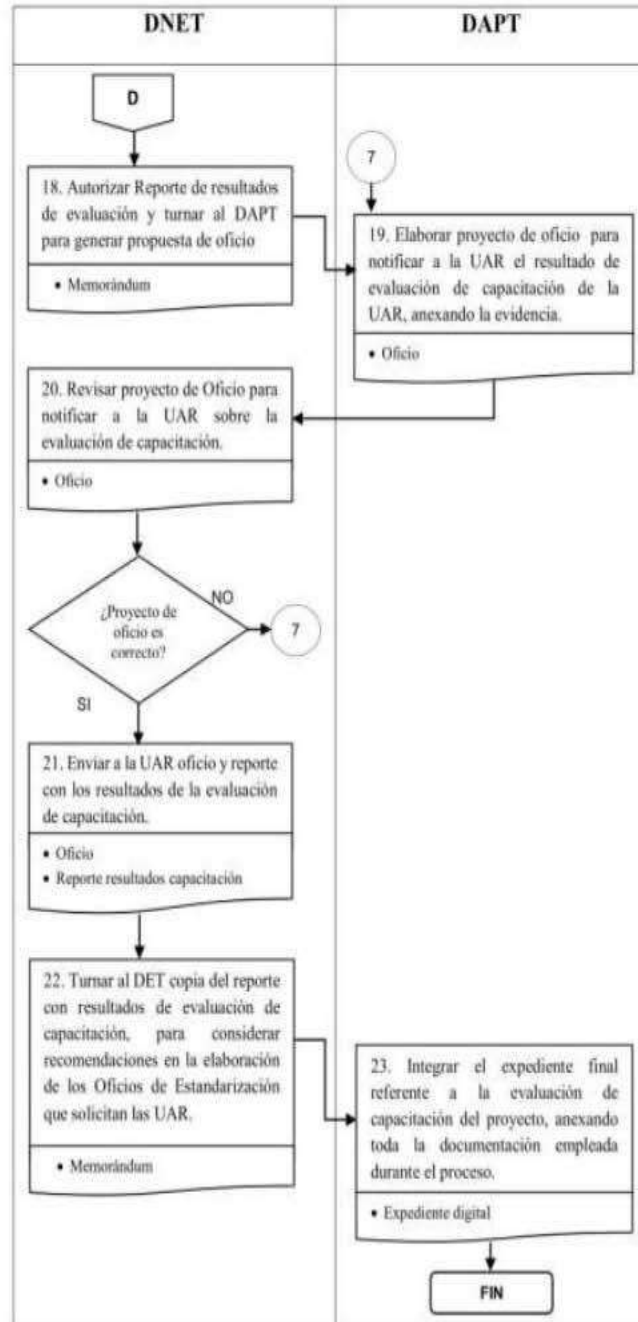 DNET
DAPT
D
7
18. Autorizar Reporte de resultados
de evaluación y turnar al DAPT
para generar propuesta de oficio
• Memorándum
19. Elaborar proyecto de oficio para
notificar a la UAR el resultado de
evaluación de capacitación de la
UAR, anexando la evidencia.
• Oficio
20. Revisar proyecto de Oficio para
notificar a la UAR sobre la
evaluación de capacitación.
• Oficio
¿Proyecto de
oficio es
correcto?
NO
7
SI
21. Enviar a la UAR oficio y reporte
con los resultados de la evaluación
de capacitación.
• Oficio
• Reporte resultados capacitación
22. Turnar al DET copia del reporte
con resultados de evaluación de
capacitación, para considerar
recomendaciones en la elaboración
de los Oficios de Estandarización
que solicitan las UAR.
• Memorándum
23. Integrar el expediente final
referente a la evaluación de
capacitación del proyecto, anexando
toda la documentación empleada
durante el proceso.
• Expediente digital
FIN